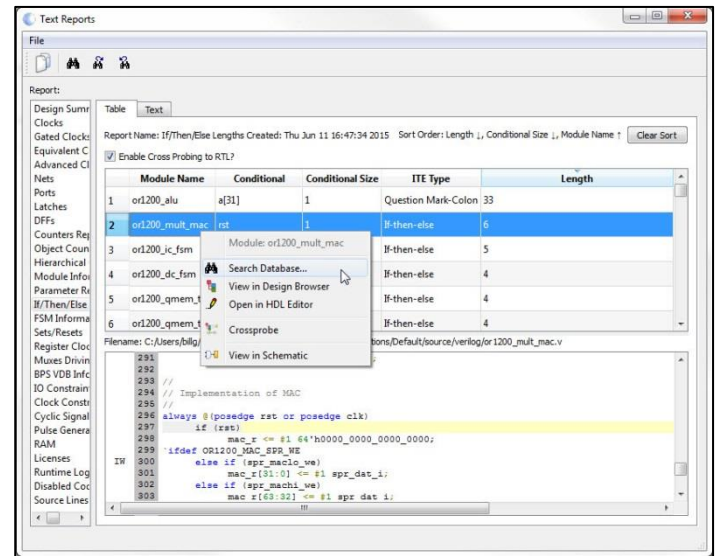 Text Reports
File
Report:
Design Summ
Clocks
Gated Clocks
Equivalent C
Advanced Cl
Nets
Ports
Latches
DFFs
Counters Rep
Object Coun
Hierarchical
Module Infor
Parameter Re
If/Then/Else
FSM Informa
Sets/Resets
Register Cloc
Muxes Drivin
BPS VDB Infc
IO Constraint
Clock Constr
Cyclic Signal
Pulse Genera
RAM
Licenses
Runtime Log
Disabled Coc
Source Lines
Table Text
Report Name: If/Then/Else Lengths Created: Thu Jun 11 16:47:34 2015 Sort Order: Length ↓, Conditional Size ↓, Module Name ↑ Clear Sort
Enable Cross Probing to RTL?
Module Name Conditional Conditional Size ITE Type Length
1 or1200_alu a[31] 1 Question Mark-Colon 33
2 or1200_mult_mac rst 1 If-then-else 6
3 or1200_ic_fsm If-then-else 5
4 or1200_dc_fsm If-then-else 4
5 or1200_qmem_t If-then-else 4
6 or1200_qmem_t If-then-else 4
Module: or1200_mult_mac
Search Database...
View in Design Browser
Open in HDL Editor
Crossprobe
View in Schematic
Filename: C:/Users/billg/ tions/Default/source/verilog/or1200_mult_mac.v
291
292
293 //
294 // Implementation of MAC
295 //
296 always @(posedge rst or posedge clk)
297 if (rst)
298 mac_r <= #1 64'h0000_0000_0000_0000;
299 `ifdef OR1200_MAC_SPR_WE
IW 300 else if (spr_maclo_we)
301 mac_r[31:0] <= #1 spr_dat_i;
302 else if (spr_machi_we)
303 mac_r[63:32] <= #1 spr_dat_i;